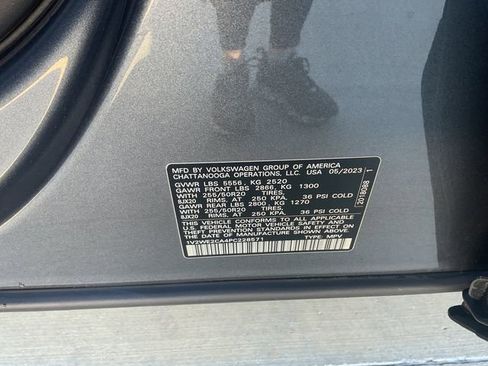 MFD BY VOLKSWAGEN GROUP OF AMERICA
CHATTANOOGA OPERATIONS, LLC. USA 05/2023
GVWR LBS 5556, KG 2520
GAWR FRONT LBS 2866, KG 1300
WITH 255/50R20 TIRES,
8JX20 RIMS, AT 250 KPA, 36 PSI COLD
GAWR REAR LBS 2800, KG 1270
WITH 255/50R20 TIRES,
8JX20 RIMS, AT 250 KPA, 36 PSI COLD
THIS VEHICLE CONFORMS TO ALL APPLICABLE
U.S. FEDERAL MOTOR VEHICLE SAFETY AND
THEFT PREVENTION STANDARDS IN EFFECT ON
THE DATE OF MANUFACTURE SHOWN ABOVE.
1V2WE2CA4PC228571 TYPE: MPV